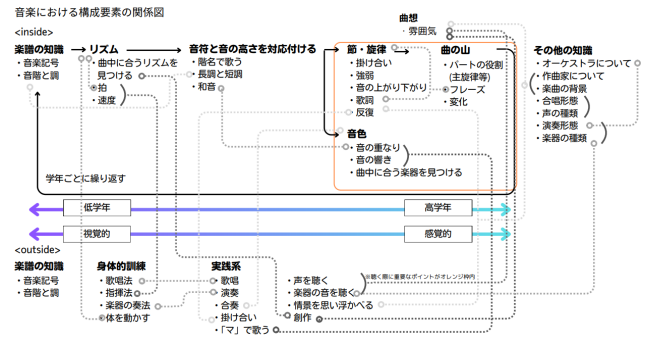 音楽における構成要素の関係図
<inside>
楽譜の知識
・音楽記号
・音階と調
リズム
・曲中に合うリズムを
見つける
・拍
・速度
音符と音の高さを対応付ける
・階名で歌う
・長調と短調
・和音
節・旋律
・掛け合い
・強弱
・音の上がり下がり
・歌詞
・反復
音色
・音の重なり
・音の響き
・曲中に合う楽器を見つける
曲想
・雰囲気
曲の山
・パートの役割
(主旋律等)
・フレーズ
・変化
その他の知識
・オーケストラについて
・作曲家について
・楽曲の背景
・合唱形態
・声の種類
・演奏形態
・楽器の種類
学年ごとに繰り返す
低学年
高学年
視覚的
感覚的
<outside>
楽譜の知識
・音楽記号
・音階と調
身体的訓練
・歌唱法
・指揮法
・楽器の奏法
・体を動かす
実践系
・歌唱
・演奏
・合奏
・掛け合い
・「マ」で歌う
・声を聴く
・楽器の音を聴く
・情景を思い浮かべる
・創作
※聴く際に重要なポイントがオレンジ枠内